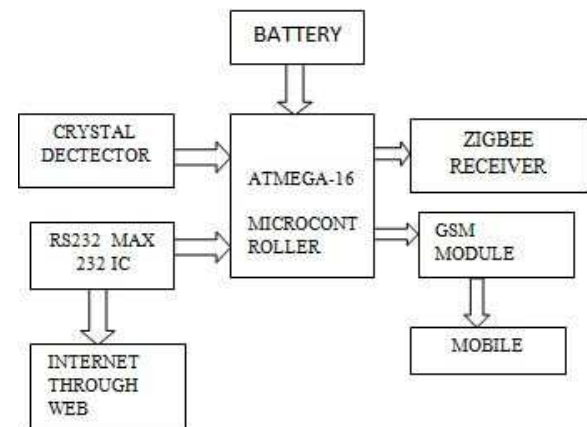 BATTERY
CRYSTAL
DECTECTOR
ATMEGA-16
MICROCONT
ROLLER
ZIGBEE
RECEIVER
RS232 MAX
232 IC
GSM
MODULE
INTERNET
THROUGH
WEB
MOBILE